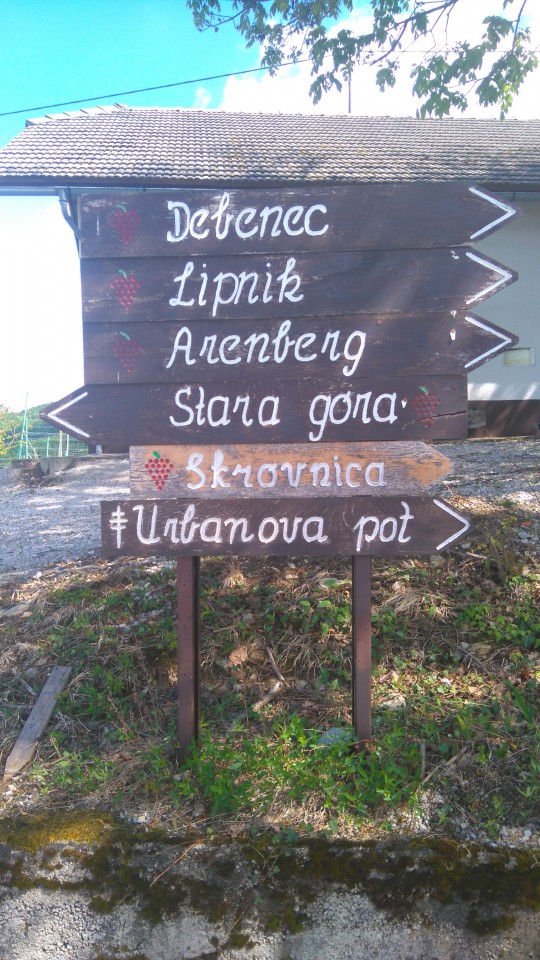 Debenec
Lipnik
Arenberg
Stara gora
Skrovnica
Urbanova pot